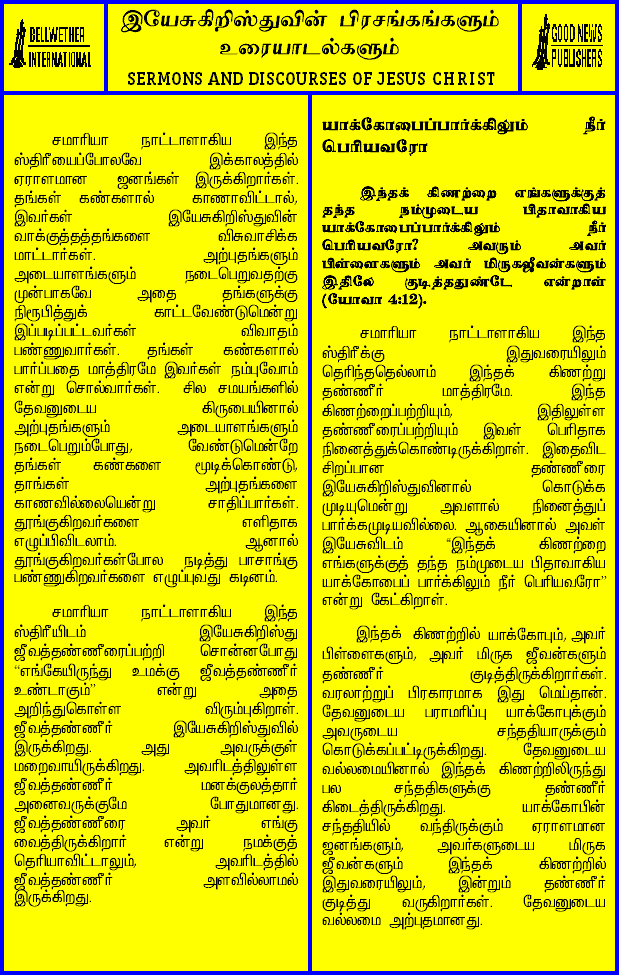 BELLWETHER
INTERNATIONAL
இயேசுகிறிஸ்துவின் பிரசங்கங்களும்
உரையாடல்களும்
SERMONS AND DISCOURSES OF JESUS CHRIST
GOOD NEWS
PUBLISHERS
சமாரியா நாட்டாளாகிய இந்த
ஸ்திரீயைப்போலவே இக்காலத்தில்
ஏராளமான ஜனங்கள் இருக்கிறார்கள்.
தங்கள் கண்களால் காணாவிட்டால்,
இவர்கள் இயேசுகிறிஸ்துவின்
வாக்குத்தத்தங்களை விசுவாசிக்க
மாட்டார்கள். அற்புதங்களும்
அடையாளங்களும் நடைபெறுவதற்கு
முன்பாகவே அதை தங்களுக்கு
நிரூபித்துக் காட்டவேண்டுமென்று
இப்படிப்பட்டவர்கள் விவாதம்
பண்ணுவார்கள். தங்கள் கண்களால்
பார்ப்பதை மாத்திரமே இவர்கள் நம்புவோம்
என்று சொல்வார்கள். சில சமயங்களில்
தேவனுடைய கிருபையினால்
அற்புதங்களும் அடையாளங்களும்
நடைபெறும்போது, வேண்டுமென்றே
தங்கள் கண்களை மூடிக்கொண்டு,
தாங்கள் அற்புதங்களை
காணவில்லையென்று சாதிப்பார்கள்.
தூங்குகிறவர்களை எளிதாக
எழுப்பிவிடலாம். ஆனால்
தூங்குகிறவர்கள்போல நடித்து பாசாங்கு
பண்ணுகிறவர்களை எழுப்புவது கடினம்.
சமாரியா நாட்டாளாகிய இந்த
ஸ்திரீயிடம் இயேசுகிறிஸ்து
ஜீவத்தண்ணீரைப்பற்றி சொன்னபோது
“எங்கேயிருந்து உமக்கு ஜீவத்தண்ணீர்
உண்டாகும்” என்று அதை
அறிந்துகொள்ள விரும்புகிறாள்.
ஜீவத்தண்ணீர் இயேசுகிறிஸ்துவில்
இருக்கிறது. அது அவருக்குள்
மறைவாயிருக்கிறது. அவரிடத்திலுள்ள
ஜீவத்தண்ணீர் மனக்குலத்தார்
அனைவருக்குமே போதுமானது.
ஜீவத்தண்ணீரை அவர் எங்கு
வைத்திருக்கிறார் என்று நமக்குத்
தெரியாவிட்டாலும், அவரிடத்தில்
ஜீவத்தண்ணீர் அளவில்லாமல்
இருக்கிறது.
யாக்கோபைப்பார்க்கிலும் நீர்
பெரியவரோ
இந்தக் கிணற்றை எங்களுக்குத்
தந்த நம்முடைய பிதாவாகிய
யாக்கோபைப்பார்க்கிலும் நீர்
பெரியவரோ? அவரும் அவர்
பிள்ளைகளும் அவர் மிருகஜீவன்களும்
இதிலே குடித்ததுண்டே என்றாள்
(யோவா 4:12).
சமாரியா நாட்டாளாகிய இந்த
ஸ்திரீக்கு இதுவரையிலும்
தெரிந்ததெல்லாம் இந்தக் கிணற்று
தண்ணீர் மாத்திரமே. இந்த
கிணற்றைப்பற்றியும், இதிலுள்ள
தண்ணீரைப்பற்றியும் இவள் பெரிதாக
நினைத்துக்கொண்டிருக்கிறாள். இதைவிட
சிறப்பான தண்ணீரை
இயேசுகிறிஸ்துவினால் கொடுக்க
முடியுமென்று அவளால் நினைத்துப்
பார்க்கமுடியவில்லை. ஆகையினால் அவள்
இயேசுவிடம் “இந்தக் கிணற்றை
எங்களுக்குத் தந்த நம்முடைய பிதாவாகிய
யாக்கோபைப் பார்க்கிலும் நீர் பெரியவரோ”
என்று கேட்கிறாள்.
இந்தக் கிணற்றில் யாக்கோபும், அவர்
பிள்ளைகளும், அவர் மிருக ஜீவன்களும்
தண்ணீர் குடித்திருக்கிறார்கள்.
வரலாற்றுப் பிரகாரமாக இது மெய்தான்.
தேவனுடைய பராமரிப்பு யாக்கோபுக்கும்
அவருடைய சந்ததியாருக்கும்
கொடுக்கப்பட்டிருக்கிறது. தேவனுடைய
வல்லமையினால் இந்தக் கிணற்றிலிருந்து
பல சந்ததிகளுக்கு தண்ணீர்
கிடைத்திருக்கிறது. யாக்கோபின்
சந்ததியில் வந்திருக்கும் ஏராளமான
ஜனங்களும், அவர்களுடைய மிருக
ஜீவன்களும் இந்தக் கிணற்றில்
இதுவரையிலும், இன்றும் தண்ணீர்
குடித்து வருகிறார்கள். தேவனுடைய
வல்லமை அற்புதமானது.